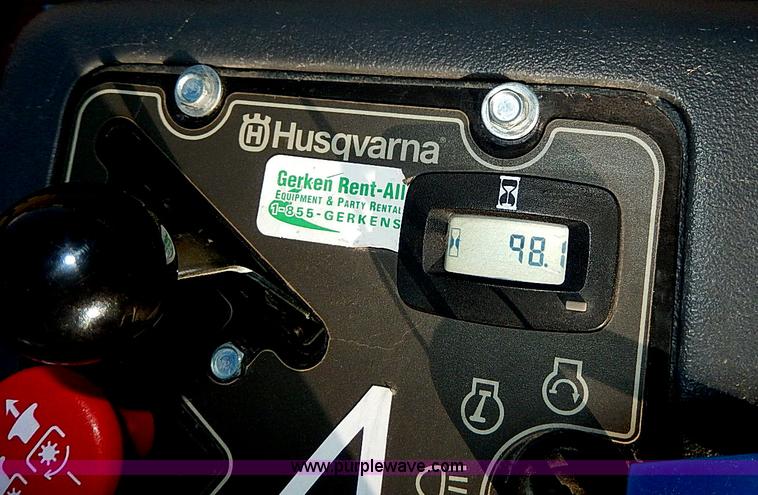 Husqvarna
Gerken Rent-All
EQUIPMENT & PARTY RENTAL
1-855-GERKENS
98.1
www.purplewave.com